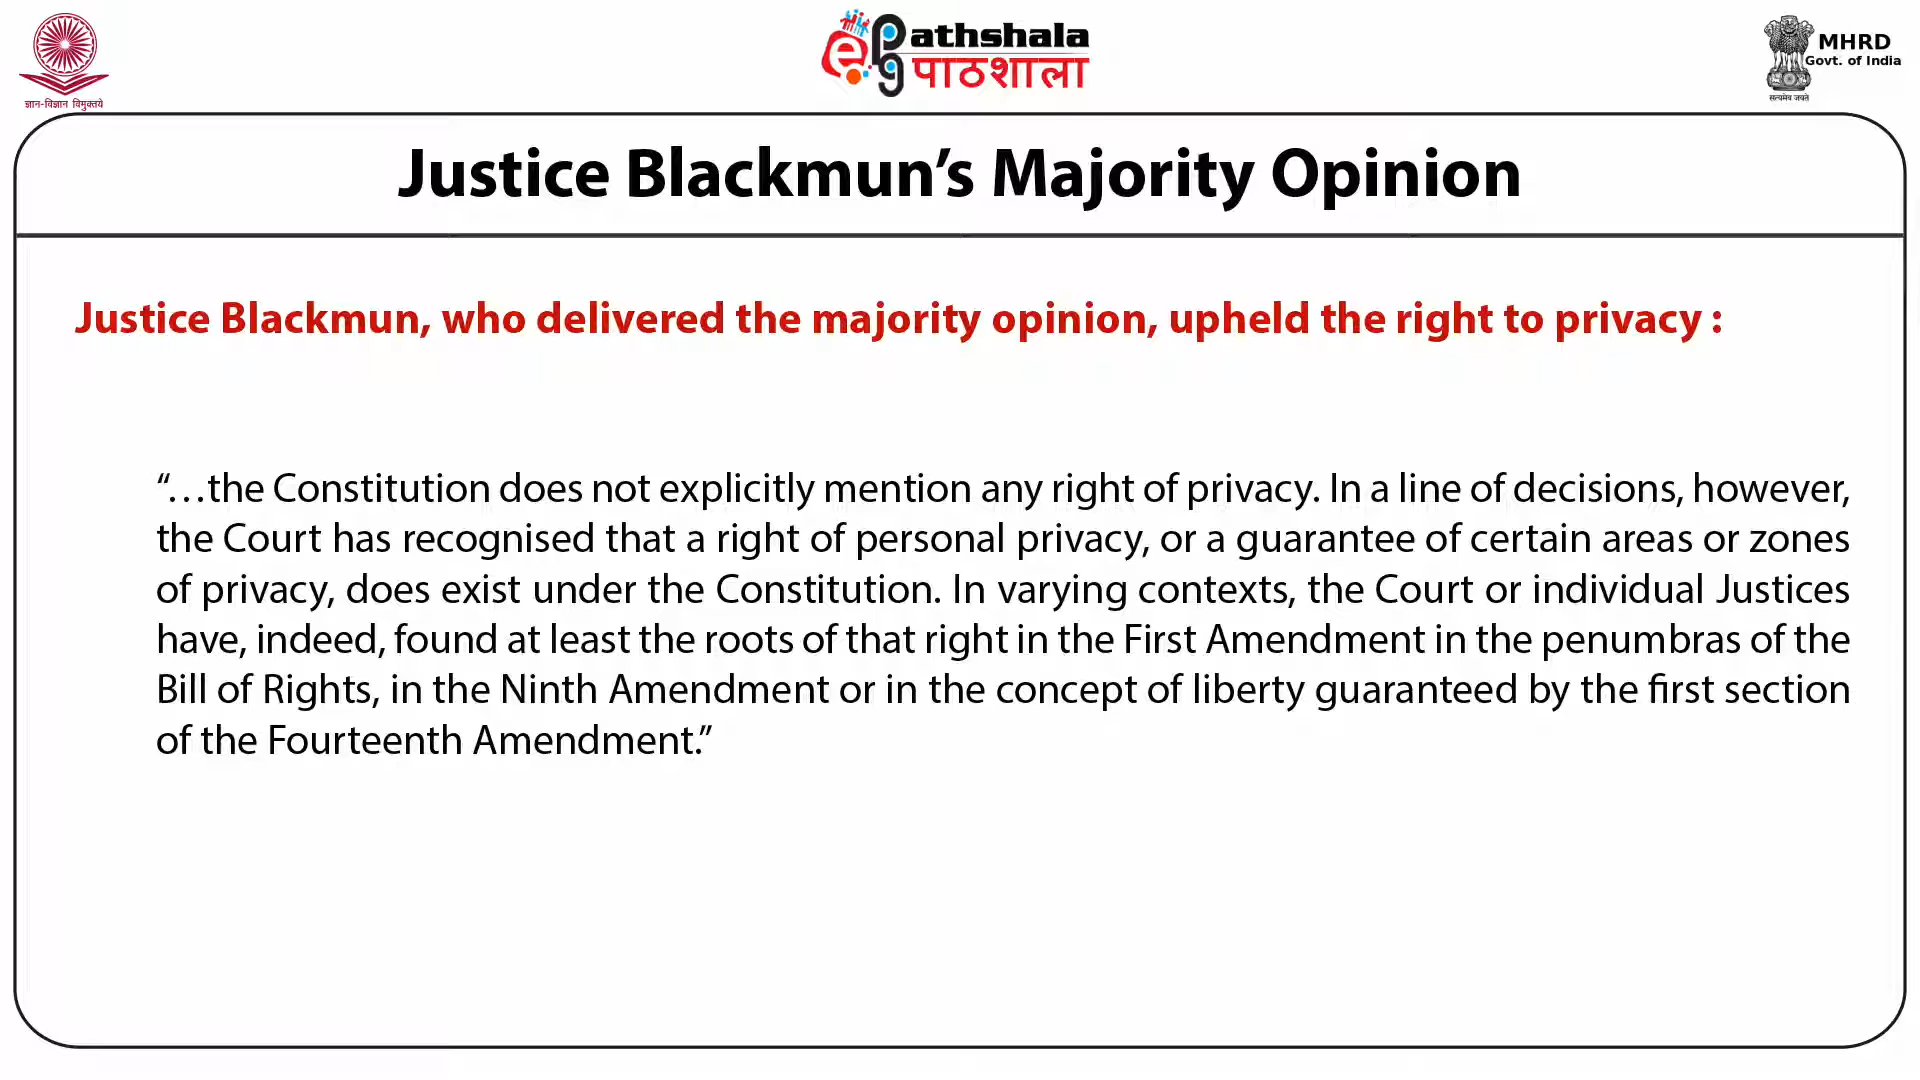 ज्ञान-विज्ञान विमुक्तये
ePG Pathshala
पाठशाला
MHRD
Govt. of India
सत्यमेव जयते
Justice Blackmun’s Majority Opinion
Justice Blackmun, who delivered the majority opinion, upheld the right to privacy :
“…the Constitution does not explicitly mention any right of privacy. In a line of decisions, however,
the Court has recognised that a right of personal privacy, or a guarantee of certain areas or zones
of privacy, does exist under the Constitution. In varying contexts, the Court or individual Justices
have, indeed, found at least the roots of that right in the First Amendment in the penumbras of the
Bill of Rights, in the Ninth Amendment or in the concept of liberty guaranteed by the first section
of the Fourteenth Amendment.”